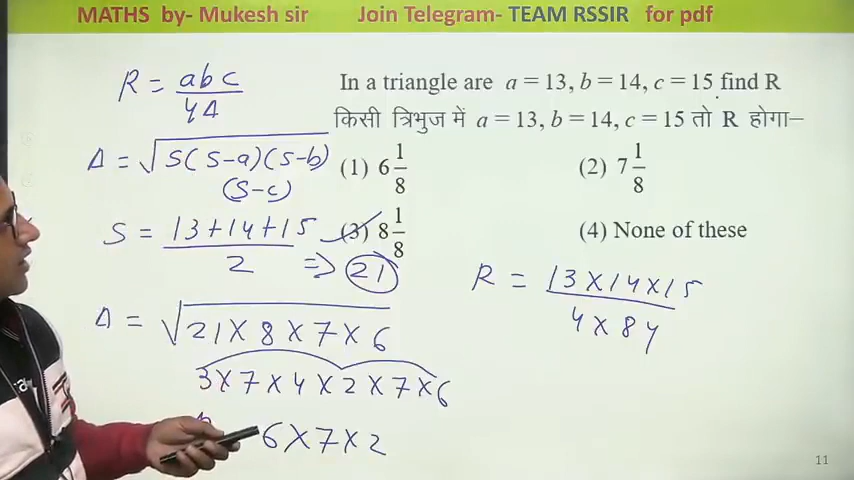 MATHS by- Mukesh sir Join Telegram- TEAM RSSIR for pdf
In a triangle are a = 13, b = 14, c = 15 find R
किसी त्रिभुज में a = 13, b = 14, c = 15 तो R होगा–
(1) 6 1/8
(2) 7 1/8
(3) 8 1/8
(4) None of these
R = abc/4Δ
Δ = √S(S-a)(S-b)
(S-c)
S = 13+14+15/2
⇒ 21
Δ = √21×8×7×6
3×7×4×2×7×6
6×7×2
R = 13×14×15/4×84
11